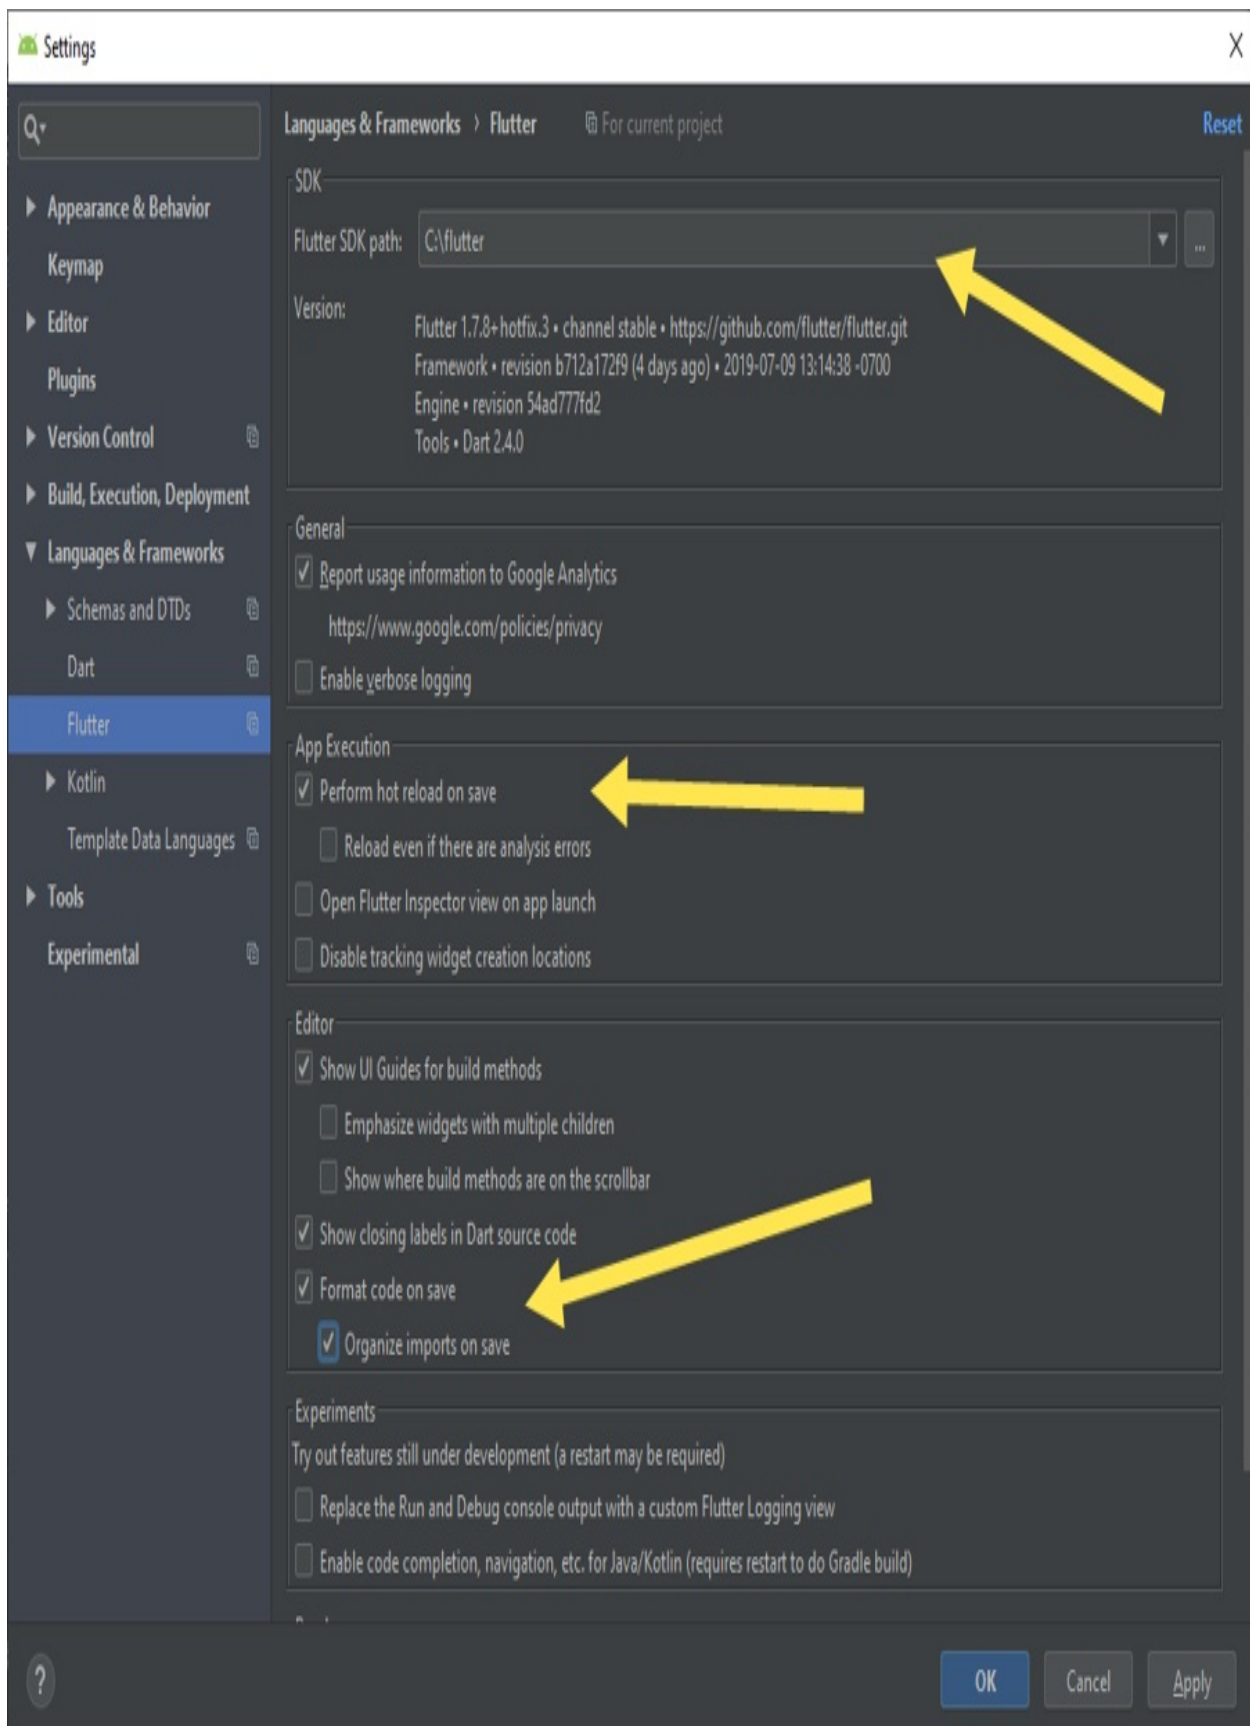 Settings
Languages & Frameworks › Flutter For current project Reset
Appearance & Behavior
Keymap
Editor
Plugins
Version Control
Build, Execution, Deployment
Languages & Frameworks
Schemas and DTDs
Dart
Flutter
Kotlin
Template Data Languages
Tools
Experimental
SDK
Flutter SDK path: C:\flutter ...
Version:
Flutter 1.7.8+hotfix.3 • channel stable • https://github.com/flutter/flutter.git
Framework • revision b712a172f9 (4 days ago) • 2019-07-09 13:14:38 -0700
Engine • revision 54ad777fd2
Tools • Dart 2.4.0
General
Report usage information to Google Analytics
https://www.google.com/policies/privacy
Enable verbose logging
App Execution
Perform hot reload on save
Reload even if there are analysis errors
Open Flutter Inspector view on app launch
Disable tracking widget creation locations
Editor
Show UI Guides for build methods
Emphasize widgets with multiple children
Show where build methods are on the scrollbar
Show closing labels in Dart source code
Format code on save
Organize imports on save
Experiments
Try out features still under development (a restart may be required)
Replace the Run and Debug console output with a custom Flutter Logging view
Enable code completion, navigation, etc. for Java/Kotlin (requires restart to do Gradle build)
? OK Cancel Apply